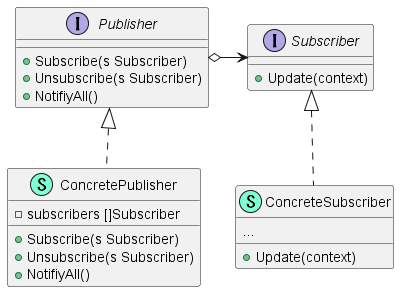 I Publisher
Subscribe(s Subscriber)
Unsubscribe(s Subscriber)
NotifiyAll()
I Subscriber
Update(context)
S ConcretePublisher
subscribers []Subscriber
Subscribe(s Subscriber)
Unsubscribe(s Subscriber)
NotifiyAll()
S ConcreteSubscriber
...
Update(context)